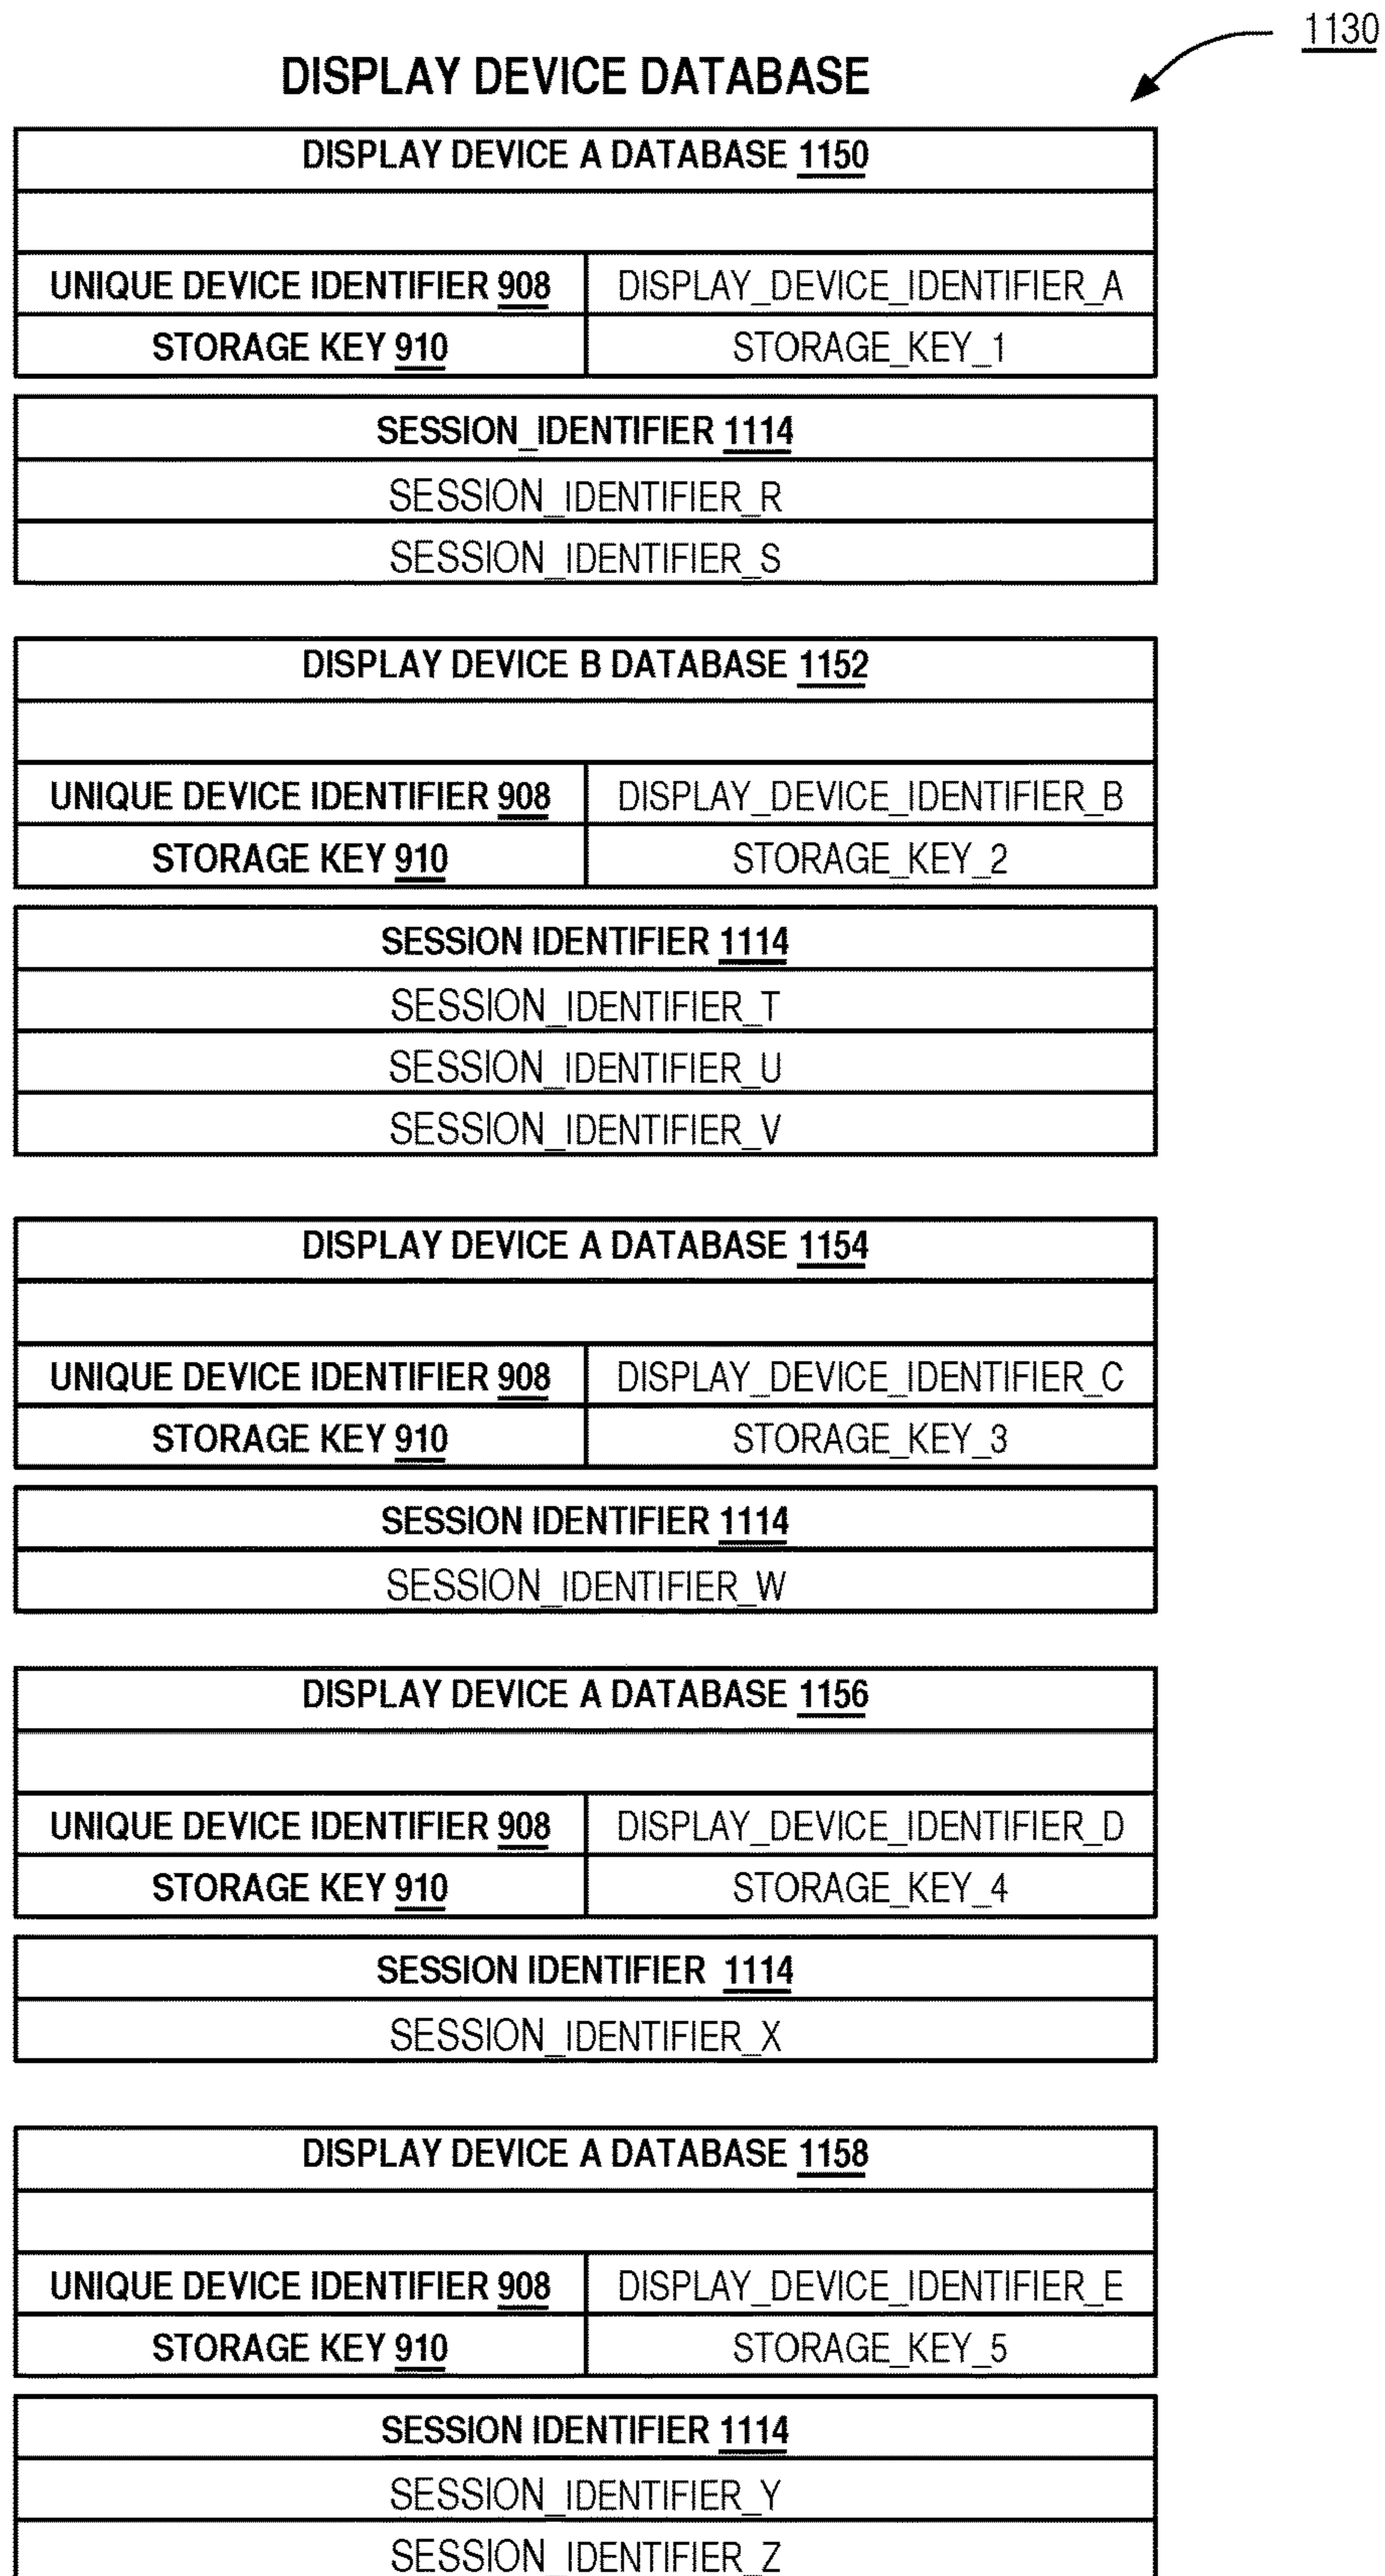 1130
DISPLAY DEVICE DATABASE
DISPLAY DEVICE A DATABASE 1150
UNIQUE DEVICE IDENTIFIER 908 DISPLAY_DEVICE_IDENTIFIER_A
STORAGE KEY 910 STORAGE_KEY_1
SESSION_IDENTIFIER 1114
SESSION_IDENTIFIER_R
SESSION_IDENTIFIER_S
DISPLAY DEVICE B DATABASE 1152
UNIQUE DEVICE IDENTIFIER 908 DISPLAY_DEVICE_IDENTIFIER_B
STORAGE KEY 910 STORAGE_KEY_2
SESSION IDENTIFIER 1114
SESSION_IDENTIFIER_T
SESSION_IDENTIFIER_U
SESSION_IDENTIFIER_V
DISPLAY DEVICE A DATABASE 1154
UNIQUE DEVICE IDENTIFIER 908 DISPLAY_DEVICE_IDENTIFIER_C
STORAGE KEY 910 STORAGE_KEY_3
SESSION IDENTIFIER 1114
SESSION_IDENTIFIER_W
DISPLAY DEVICE A DATABASE 1156
UNIQUE DEVICE IDENTIFIER 908 DISPLAY_DEVICE_IDENTIFIER_D
STORAGE KEY 910 STORAGE_KEY_4
SESSION IDENTIFIER 1114
SESSION_IDENTIFIER_X
DISPLAY DEVICE A DATABASE 1158
UNIQUE DEVICE IDENTIFIER 908 DISPLAY_DEVICE_IDENTIFIER_E
STORAGE KEY 910 STORAGE_KEY_5
SESSION IDENTIFIER 1114
SESSION_IDENTIFIER_Y
SESSION_IDENTIFIER_Z